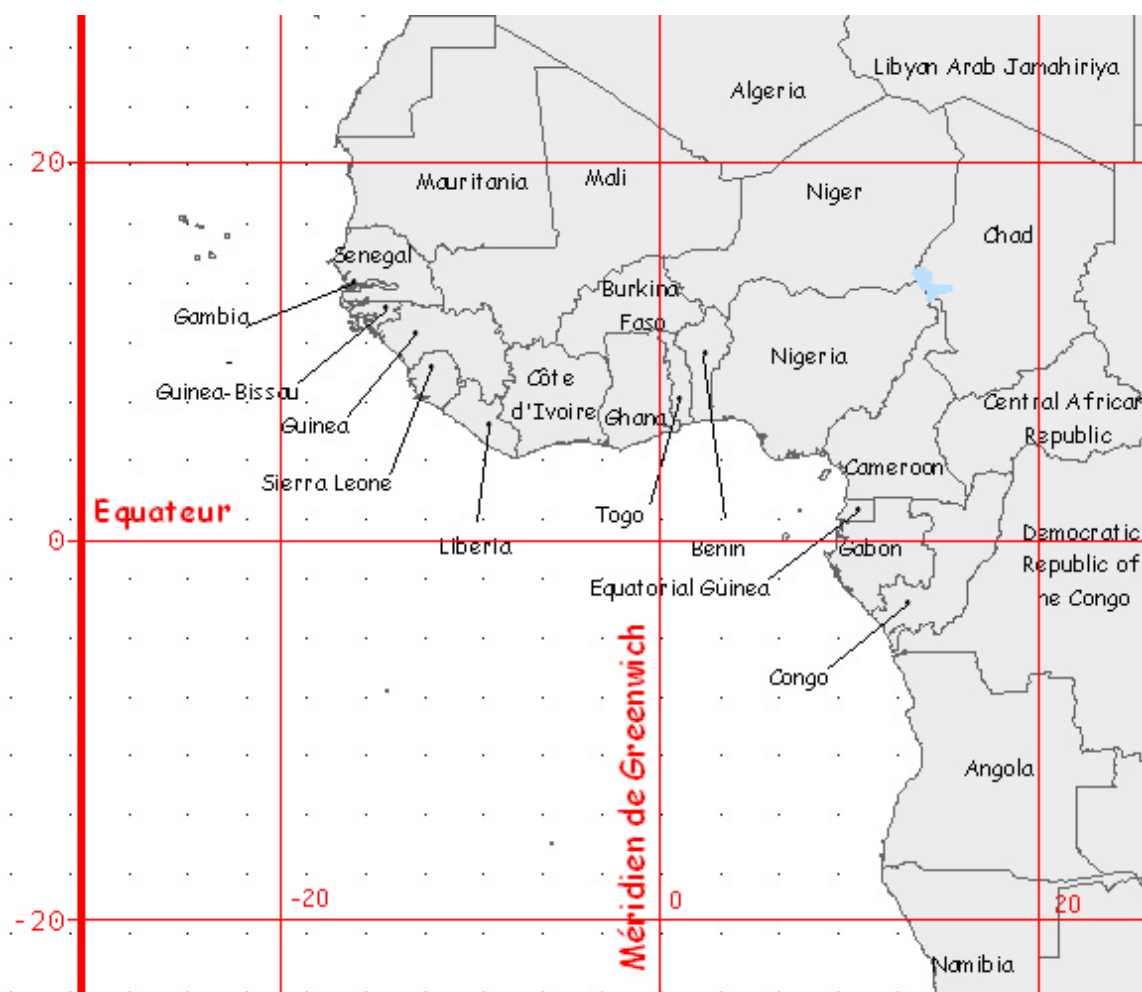 Libyan Arab Jamahiriya
Algeria
20
Mauritania
Mali
Niger
Chad
Senegal
Burkina
Faso
Gambia
Nigeria
Guinea-Bissau
Côte
d'Ivoire
Ghana
Central African
Republic
Guinea
Sierra Leone
Cameroon
Equateur
Togo
0
Liberia
Benin
Gabon
Democratic
Republic of
he Congo
Equatorial Guinea
Congo
Méridien de Greenwich
Angola
-20
0
20
-20
Namibia